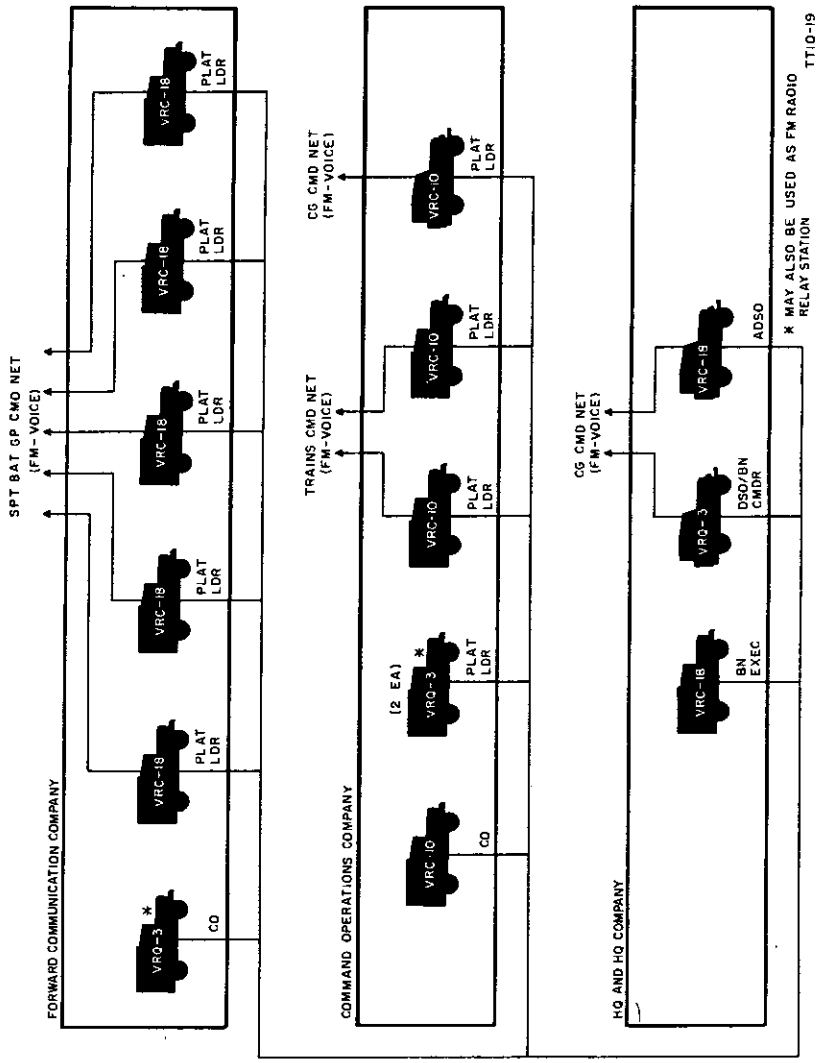 SPT BAT GP CMD NET
(FM-VOICE)
FORWARD COMMUNICATION COMPANY
VRQ-3
*
CO
VRC-18
PLAT
LDR
VRC-18
PLAT
LDR
VRC-18
PLAT
LDR
VRC-18
PLAT
LDR
VRC-18
PLAT
LDR
TRAINS CMD NET
(FM-VOICE)
CG CMD NET
(FM-VOICE)
COMMAND OPERATIONS COMPANY
VRC-10
CO
(2 EA)
VRQ-3
*
PLAT
LDR
VRC-10
PLAT
LDR
VRC-10
PLAT
LDR
VRC-10
PLAT
LDR
CG CMD NET
(FM-VOICE)
HQ AND HQ COMPANY
VRC-18
BN
EXEC
VRQ-3
DSO/BN
CMDR
VRC-18
ADSO
* MAY ALSO BE USED AS FM RADIO
RELAY STATION
TT10-19